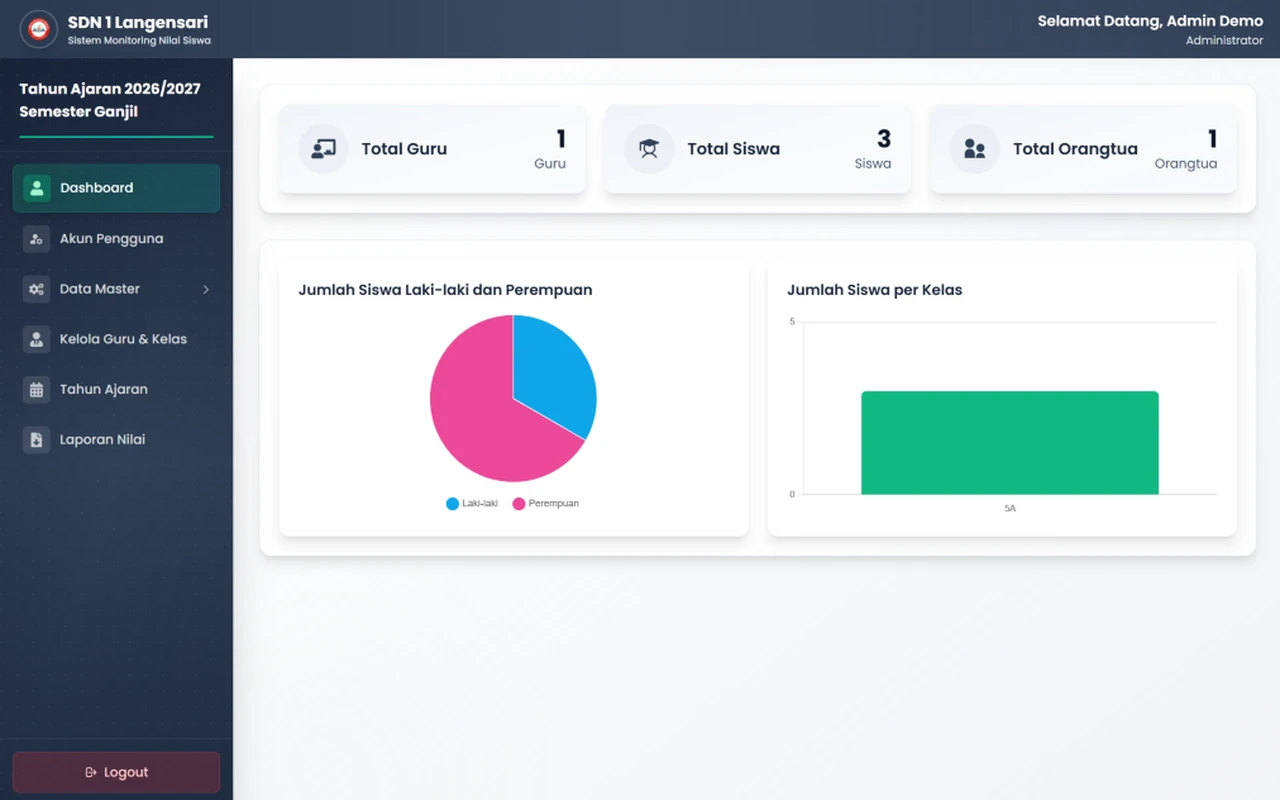 SDN 1 Langensari
Sistem Monitoring Nilai Siswa
Selamat Datang, Admin Demo
Administrator
Tahun Ajaran 2026/2027
Semester Ganjil
Dashboard
Akun Pengguna
Data Master
Kelola Guru & Kelas
Tahun Ajaran
Laporan Nilai
Logout
Total Guru
1
Guru
Total Siswa
3
Siswa
Total Orangtua
1
Orangtua
Jumlah Siswa Laki-laki dan Perempuan
Laki-laki
Perempuan
Jumlah Siswa per Kelas
5
0
5A